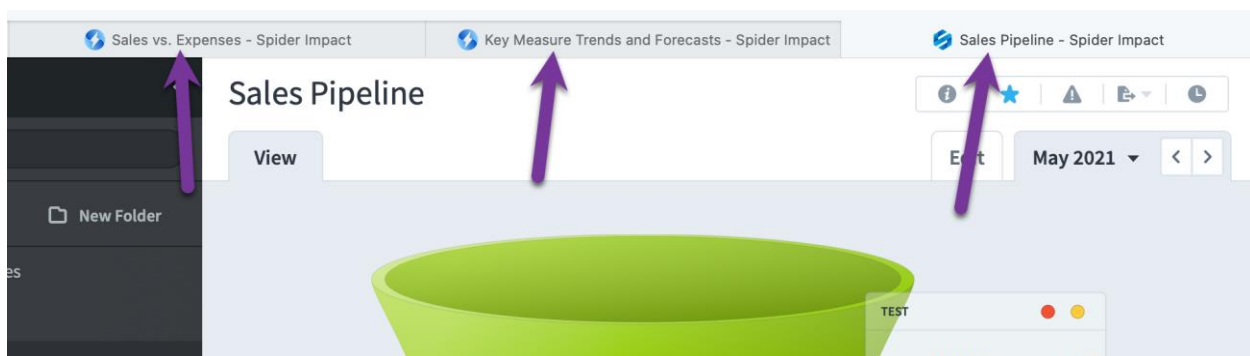 Sales vs. Expenses - Spider Impact
Key Measure Trends and Forecasts - Spider Impact
Sales Pipeline - Spider Impact
Sales Pipeline
View
May 2021
New Folder
es
TEST